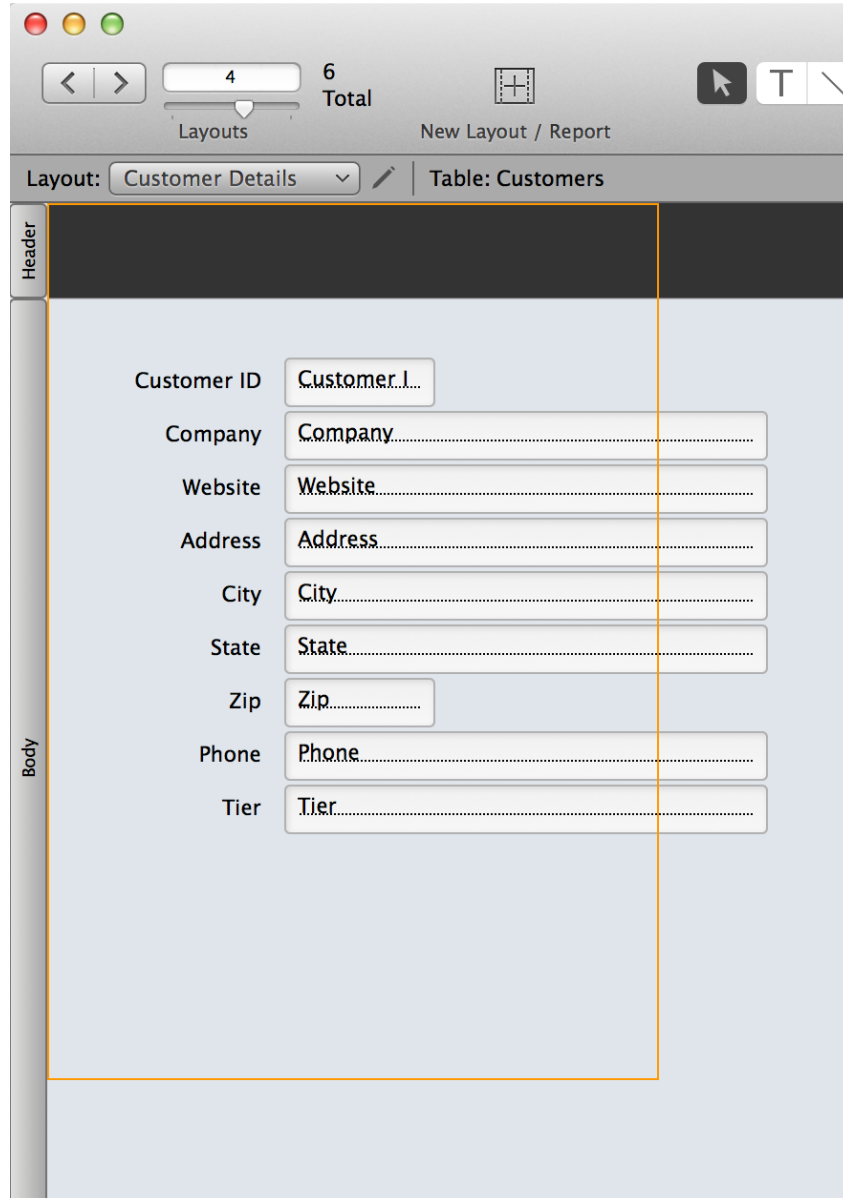 4
6
Total
Layouts
New Layout / Report
T
Layout: Customer Details
Table: Customers
Header
Body
Customer ID Customer I
Company Company
Website Website
Address Address
City City
State State
Zip Zip
Phone Phone
Tier Tier